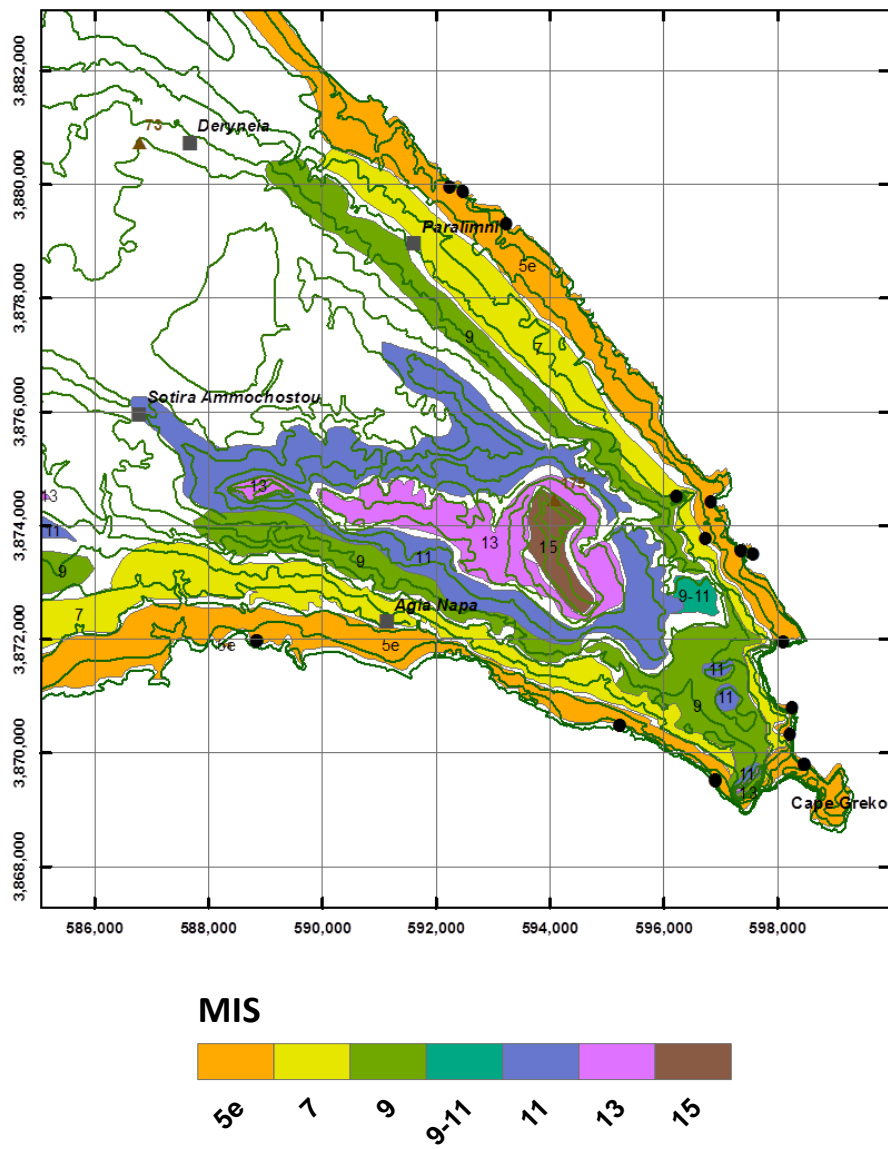 3,882,000
73
Deryneia
3,880,000
Paralimni
5e
3,878,000
9
7
Sotira Ammochostou
3,876,000
13
13
175
3,874,000
11
13
15
11
9
9
9-11
7
Agia Napa
3,872,000
5e
5e
11
9
11
3,870,000
11
13
Cape Greko
3,868,000
586,000 588,000 590,000 592,000 594,000 596,000 598,000
MIS
5e 7 9 9-11 11 13 15